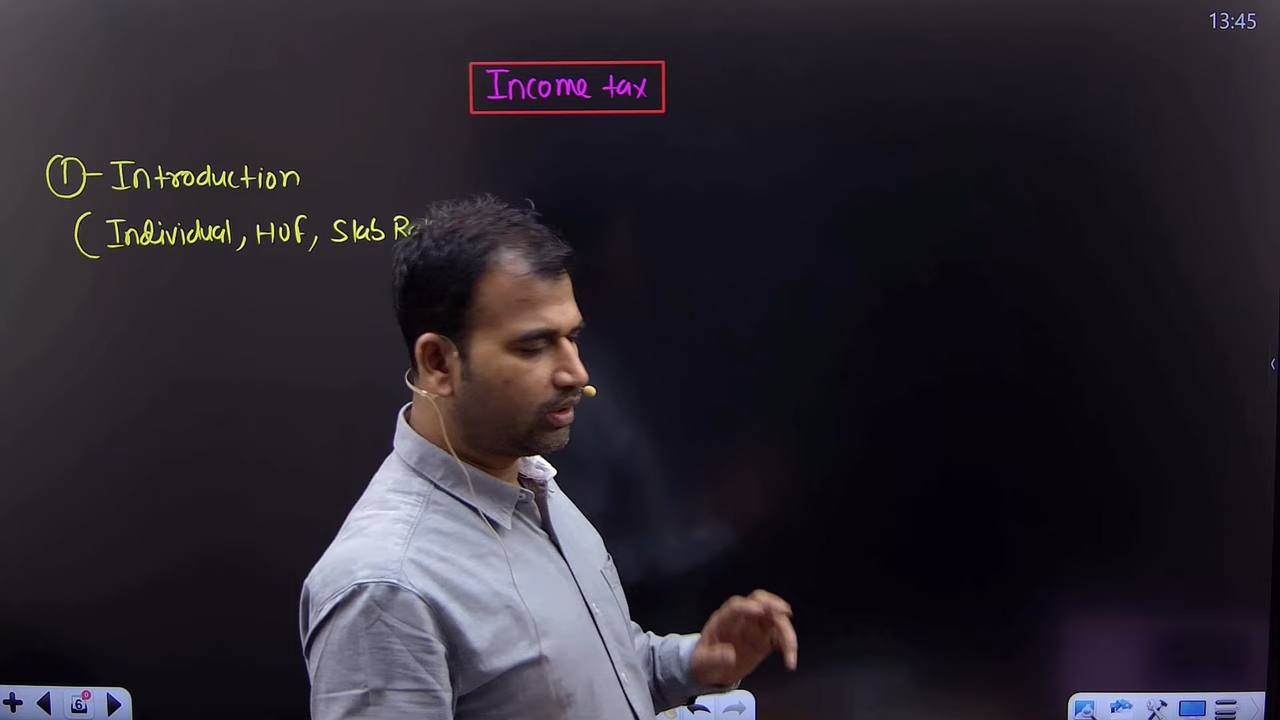 13:45
Income tax
①- Introduction
(Individual, HUF, Slab
6